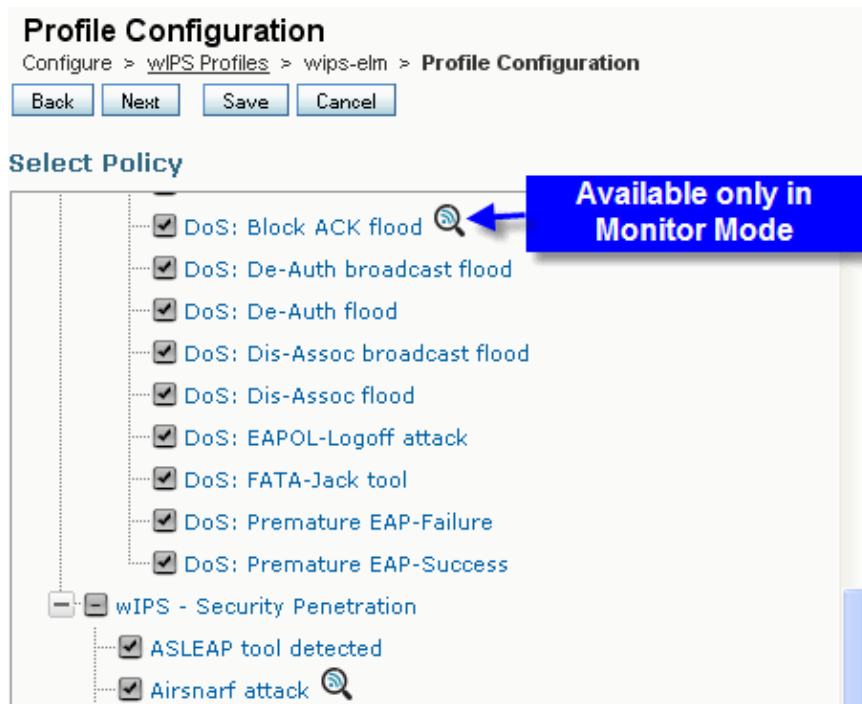 Profile Configuration
Configure > wIPS Profiles > wips-elm > Profile Configuration
Back Next Save Cancel
Select Policy
Available only in
Monitor Mode
DoS: Block ACK flood
DoS: De-Auth broadcast flood
DoS: De-Auth flood
DoS: Dis-Assoc broadcast flood
DoS: Dis-Assoc flood
DoS: EAPOL-Logoff attack
DoS: FATA-Jack tool
DoS: Premature EAP-Failure
DoS: Premature EAP-Success
wIPS - Security Penetration
ASLEAP tool detected
Airsnarf attack